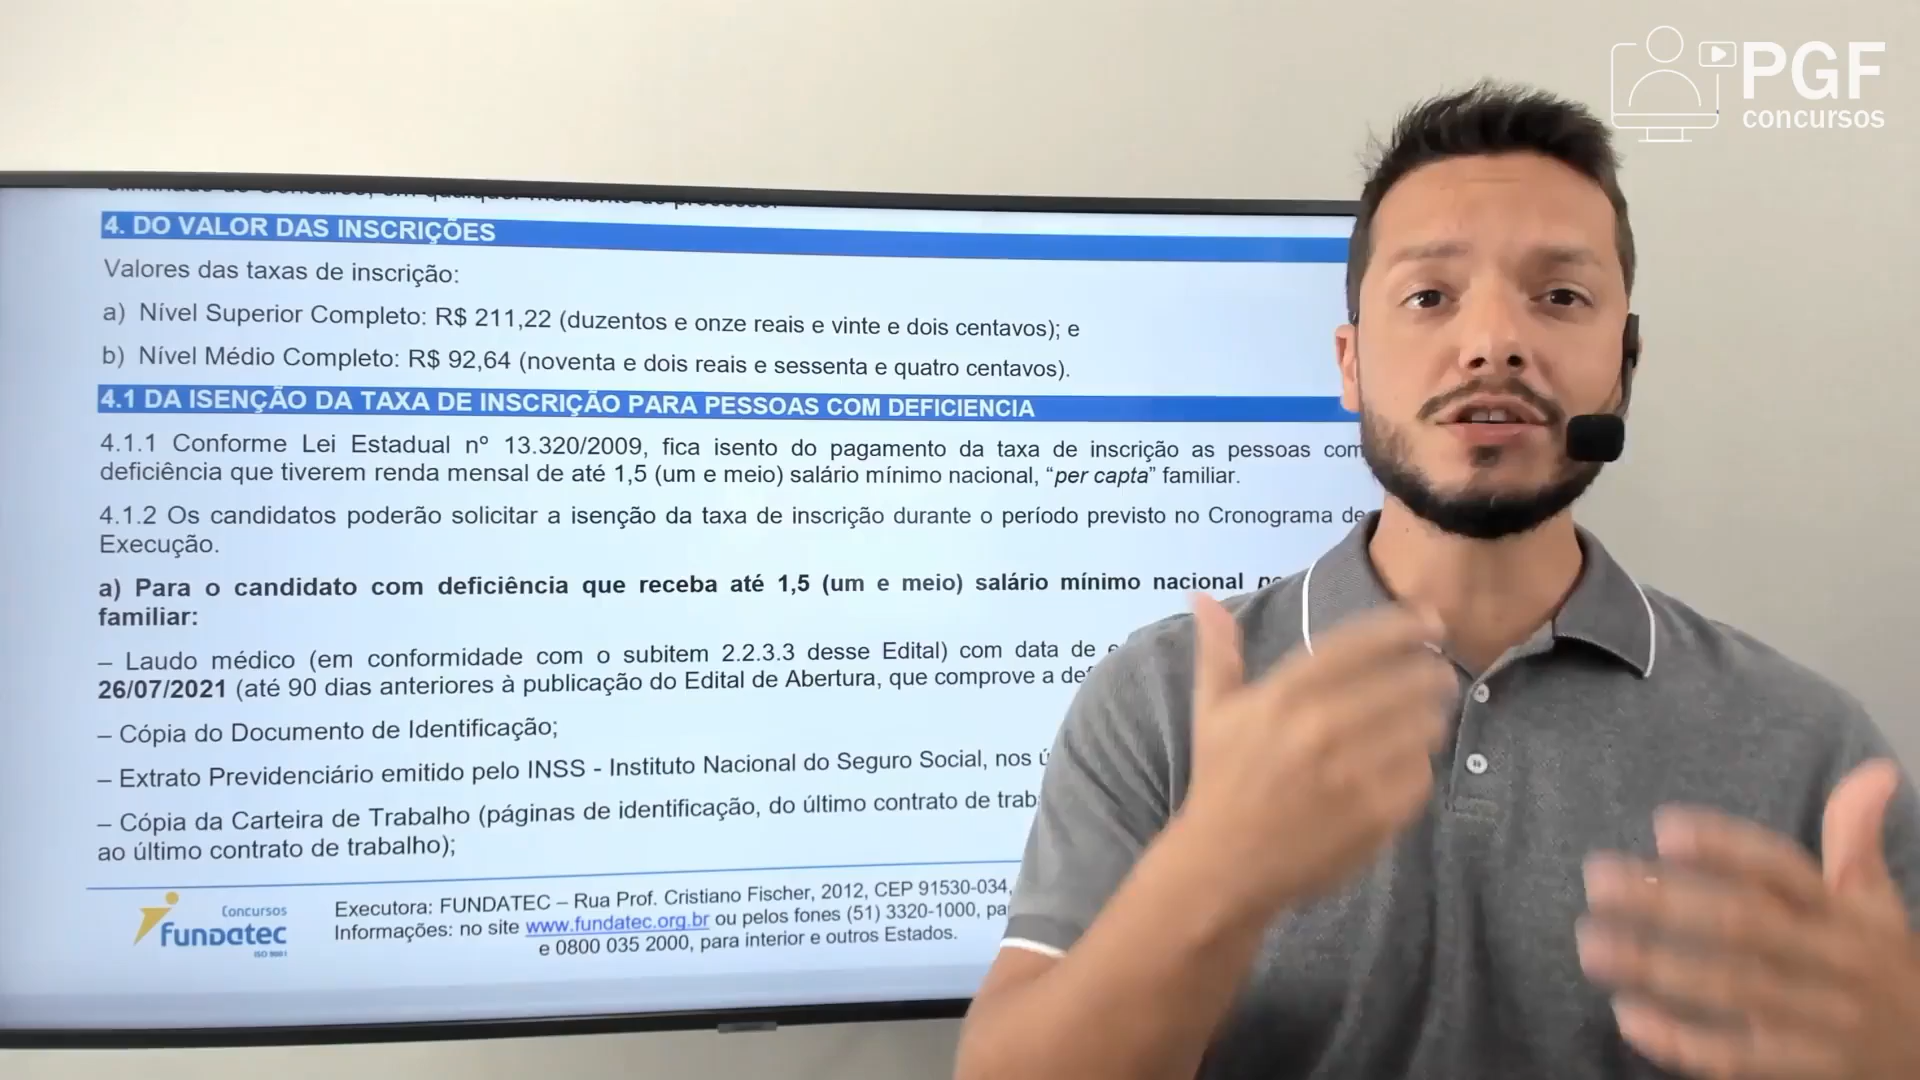 PGF
concursos
4. DO VALOR DAS INSCRIÇÕES
Valores das taxas de inscrição:
a) Nível Superior Completo: R$ 211,22 (duzentos e onze reais e vinte e dois centavos); e
b) Nível Médio Completo: R$ 92,64 (noventa e dois reais e sessenta e quatro centavos).
4.1 DA ISENÇÃO DA TAXA DE INSCRIÇÃO PARA PESSOAS COM DEFICIENCIA
4.1.1 Conforme Lei Estadual nº 13.320/2009, fica isento do pagamento da taxa de inscrição as pessoas com
deficiência que tiverem renda mensal de até 1,5 (um e meio) salário mínimo nacional, “per capta” familiar.
4.1.2 Os candidatos poderão solicitar a isenção da taxa de inscrição durante o período previsto no Cronograma de
Execução.
a) Para o candidato com deficiência que receba até 1,5 (um e meio) salário mínimo nacional
familiar:
– Laudo médico (em conformidade com o subitem 2.2.3.3 desse Edital) com data de
26/07/2021 (até 90 dias anteriores à publicação do Edital de Abertura, que comprove a
– Cópia do Documento de Identificação;
– Extrato Previdenciário emitido pelo INSS - Instituto Nacional do Seguro Social, nos
– Cópia da Carteira de Trabalho (páginas de identificação, do último contrato de
ao último contrato de trabalho);
Concursos
Fundatec
ISO 9001
Executora: FUNDATEC – Rua Prof. Cristiano Fischer, 2012, CEP 91530-034,
Informações: no site www.fundatec.org.br ou pelos fones (51) 3320-1000,
e 0800 035 2000, para interior e outros Estados.